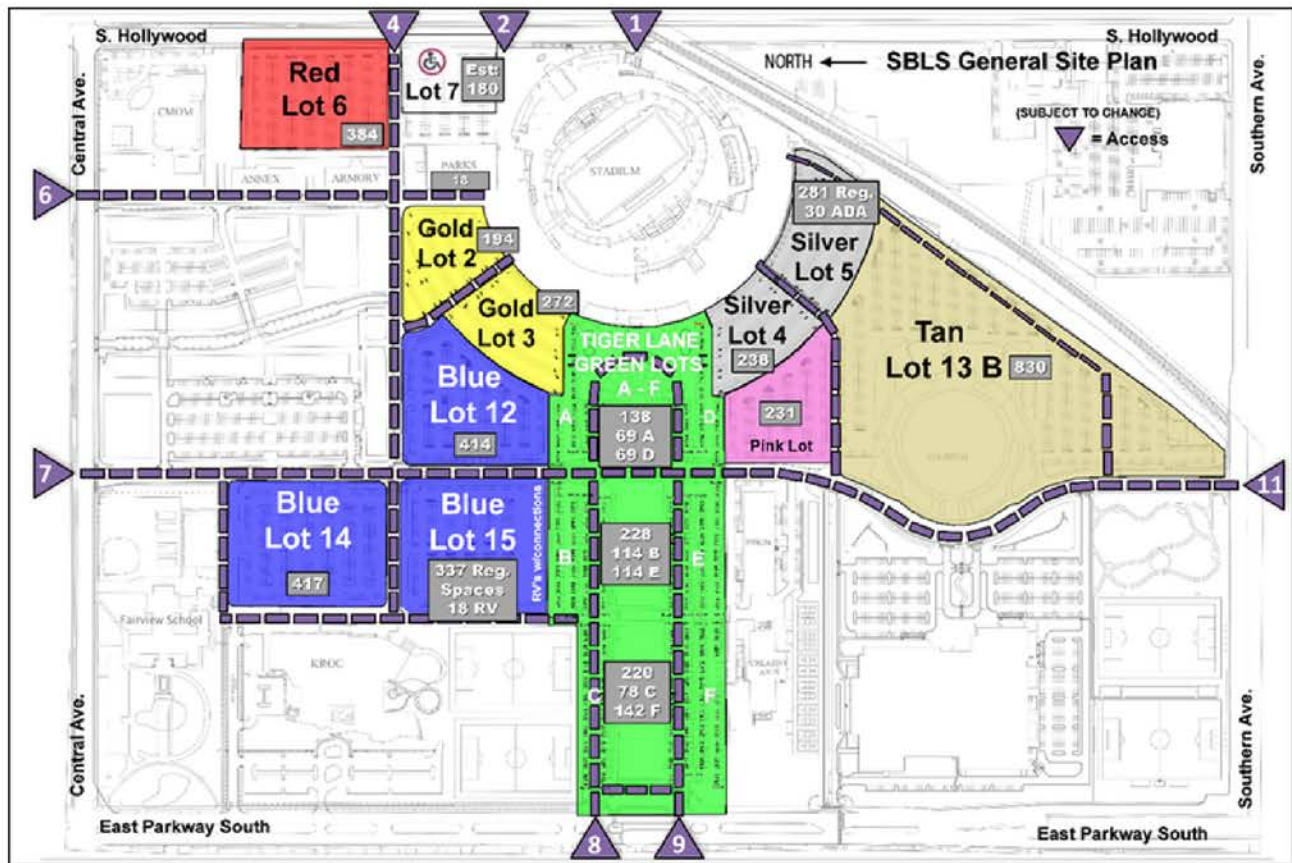 4
2
1
S. Hollywood
S. Hollywood
NORTH ← SBLS General Site Plan
(SUBJECT TO CHANGE)
= Access
Red
Lot 6
384
Lot 7
Est:
180
CMOM
ANNEX
ARMORY
PARKS
18
STADIUM
Central Ave.
Southern Ave.
6
281 Reg.
30 ADA
Gold
Lot 2
194
Gold
Lot 3
272
Silver
Lot 5
Silver
Lot 4
238
TIGER LANE
GREEN LOTS
A - F
Tan
Lot 13 B
830
Blue
Lot 12
414
A
138
69 A
69 D
D
231
Pink Lot
7
11
Blue
Lot 14
417
Blue
Lot 15
337 Reg.
Spaces
18 RV
RV's w/connections
B
228
114 B
114 E
E
Fairview School
KROC
C
220
78 C
142 F
F
Central Ave.
Southern Ave.
East Parkway South
East Parkway South
8
9